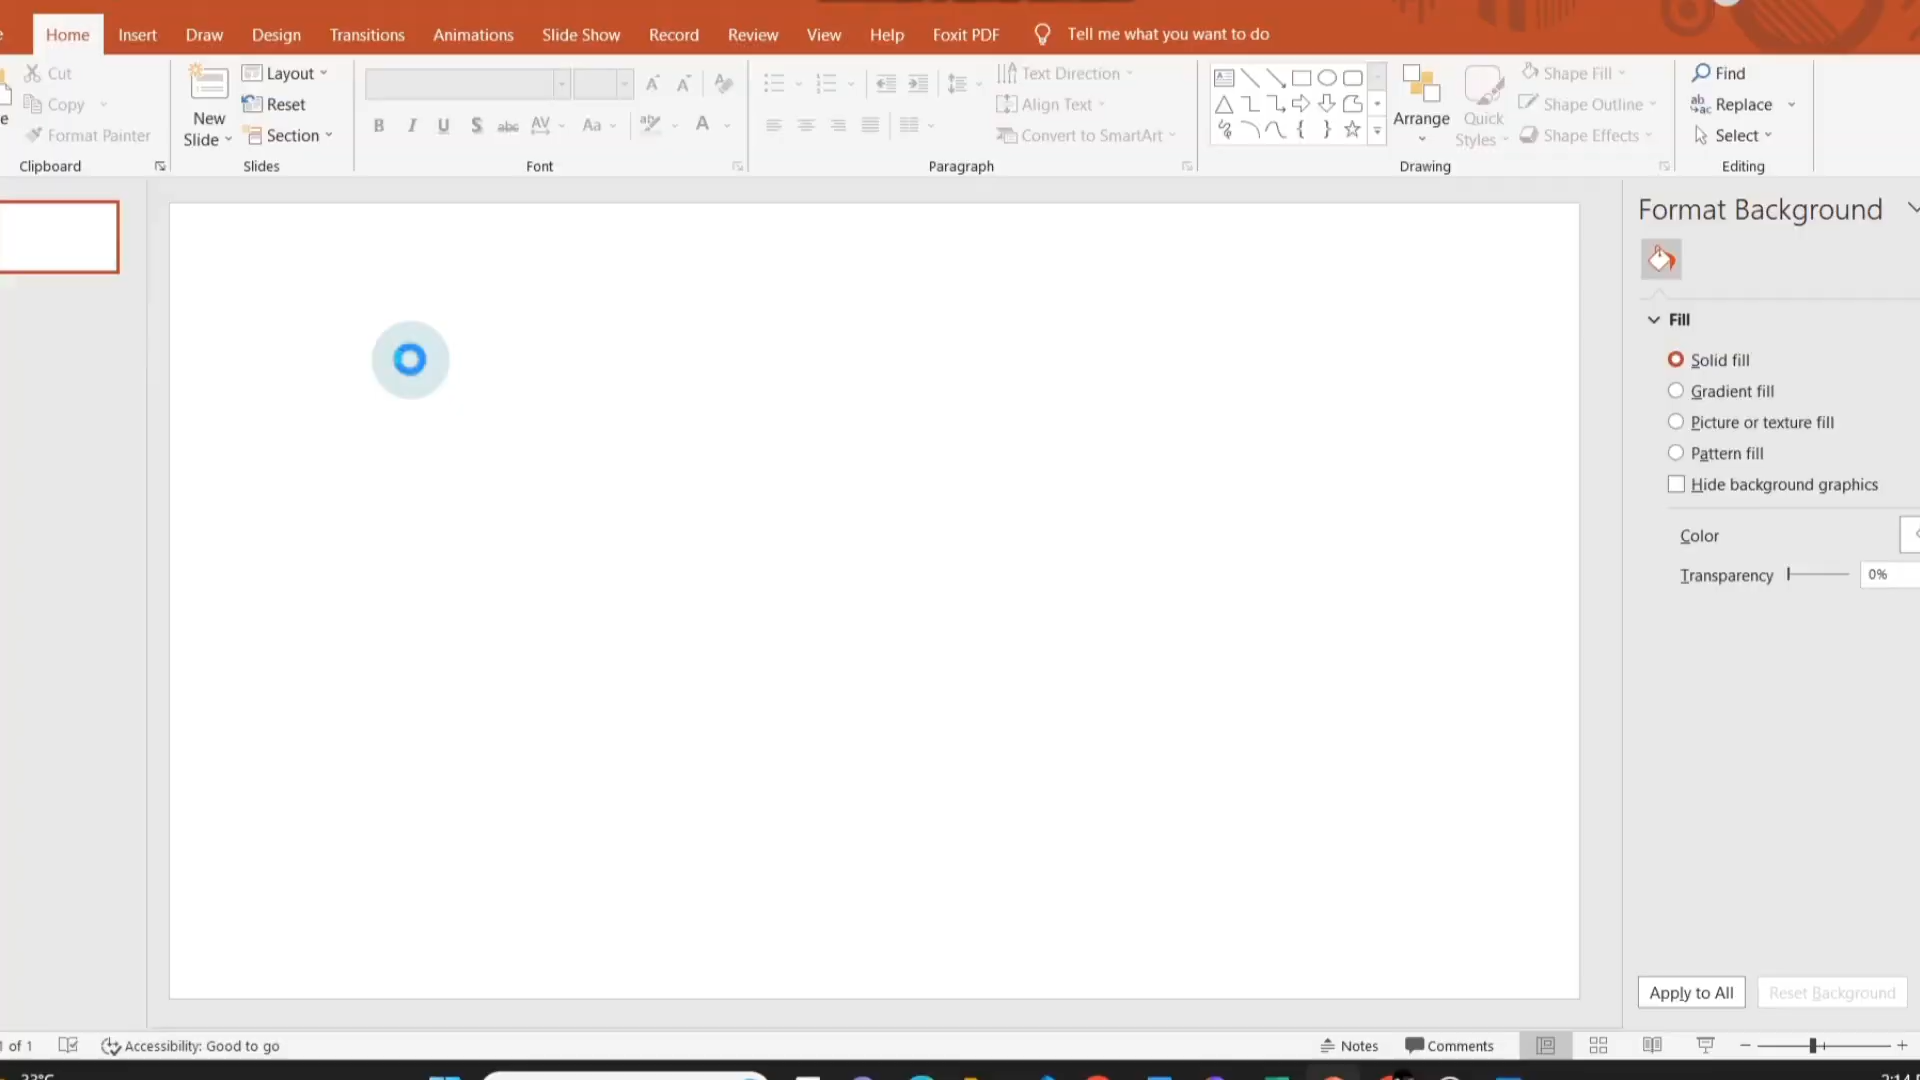 Home Insert Draw Design Transitions Animations Slide Show Record Review View Help Foxit PDF Tell me what you want to do
Cut
Copy
Format Painter
Clipboard
New
Slide
Layout
Reset
Section
Slides
B I U S abc AV Aa A
Font
Text Direction
Align Text
Convert to SmartArt
Paragraph
Arrange
Quick
Styles
Shape Fill
Shape Outline
Shape Effects
Drawing
Find
Replace
Select
Editing
Format Background
Fill
Solid fill
Gradient fill
Picture or texture fill
Pattern fill
Hide background graphics
Color
Transparency 0%
Apply to All Reset Background
1 of 1 Accessibility: Good to go Notes Comments